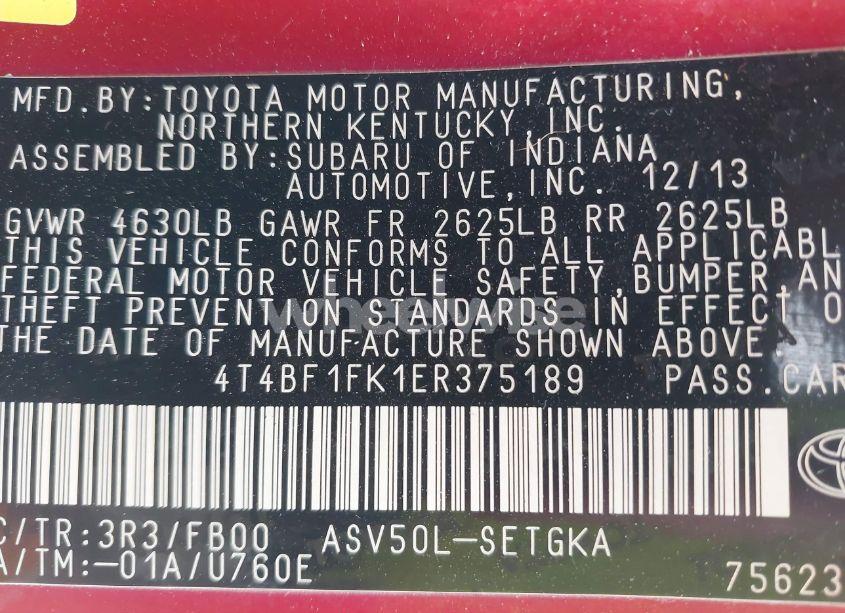 MFD.BY:TOYOTA MOTOR MANUFACTURING,
NORTHERN KENTUCKY,INC.
ASSEMBLED BY:SUBARU OF INDIANA
AUTOMOTIVE,INC. 12/13
GVWR 4630LB GAWR FR 2625LB RR 2625LB
THIS VEHICLE CONFORMS TO ALL APPLICABL
FEDERAL MOTOR VEHICLE SAFETY,BUMPER,AN
THEFT PREVENTION STANDARDS IN EFFECT O
THE DATE OF MANUFACTURE SHOWN ABOVE.
wheelwise
4T4BF1FK1ER375189 PASS.CAR
C/TR:3R3/FB00 ASV50L-SETGKA
A/TM:-01A/U760E 75623